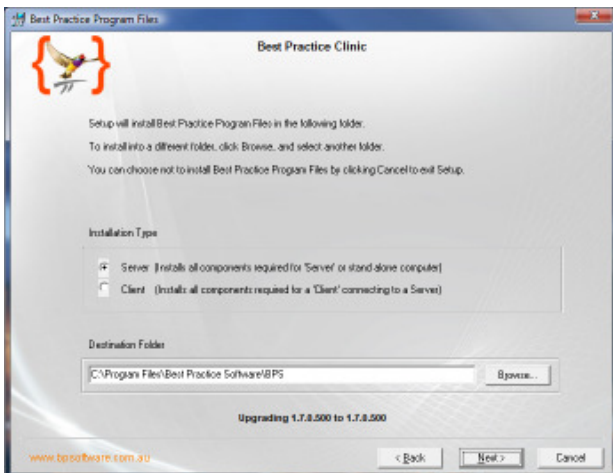 Best Practice Program Files
Best Practice Clinic
Setup will install Best Practice Program Files in the following folder.
To install into a different folder, click Browse, and select another folder.
You can choose not to install Best Practice Program Files by clicking Cancel to exit Setup.
Installation Type
Server (Installs all components required for 'Server' or stand alone computer)
Client (Installs all components required for a 'Client' connecting to a Server)
Destination Folder
C:\Program Files\Best Practice Software\BPS
Browse...
Upgrading 1.7.0.500 to 1.7.0.500
www.bpsoftware.com.au
< Back
Next >
Cancel